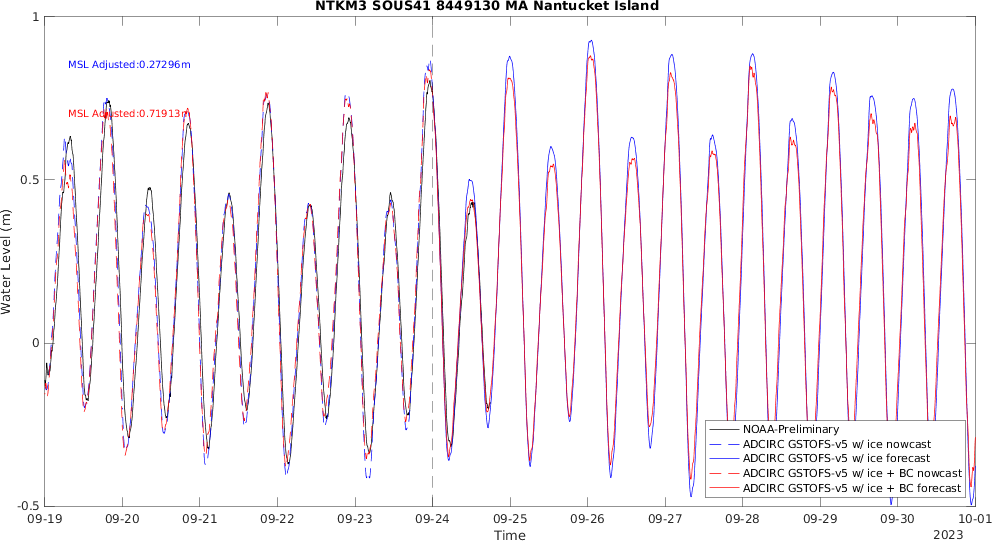 NTKM3 SOUS41 8449130 MA Nantucket Island
MSL Adjusted:0.27296m
MSL Adjusted:0.71913m
Water Level (m)
1
0.5
0
-0.5
NOAA-Preliminary
ADCIRC GSTOFS-v5 w/ ice nowcast
ADCIRC GSTOFS-v5 w/ ice forecast
ADCIRC GSTOFS-v5 w/ ice + BC nowcast
ADCIRC GSTOFS-v5 w/ ice + BC forecast
09-19 09-20 09-21 09-22 09-23 09-24 09-25 09-26 09-27 09-28 09-29 09-30 10-01
Time
2023